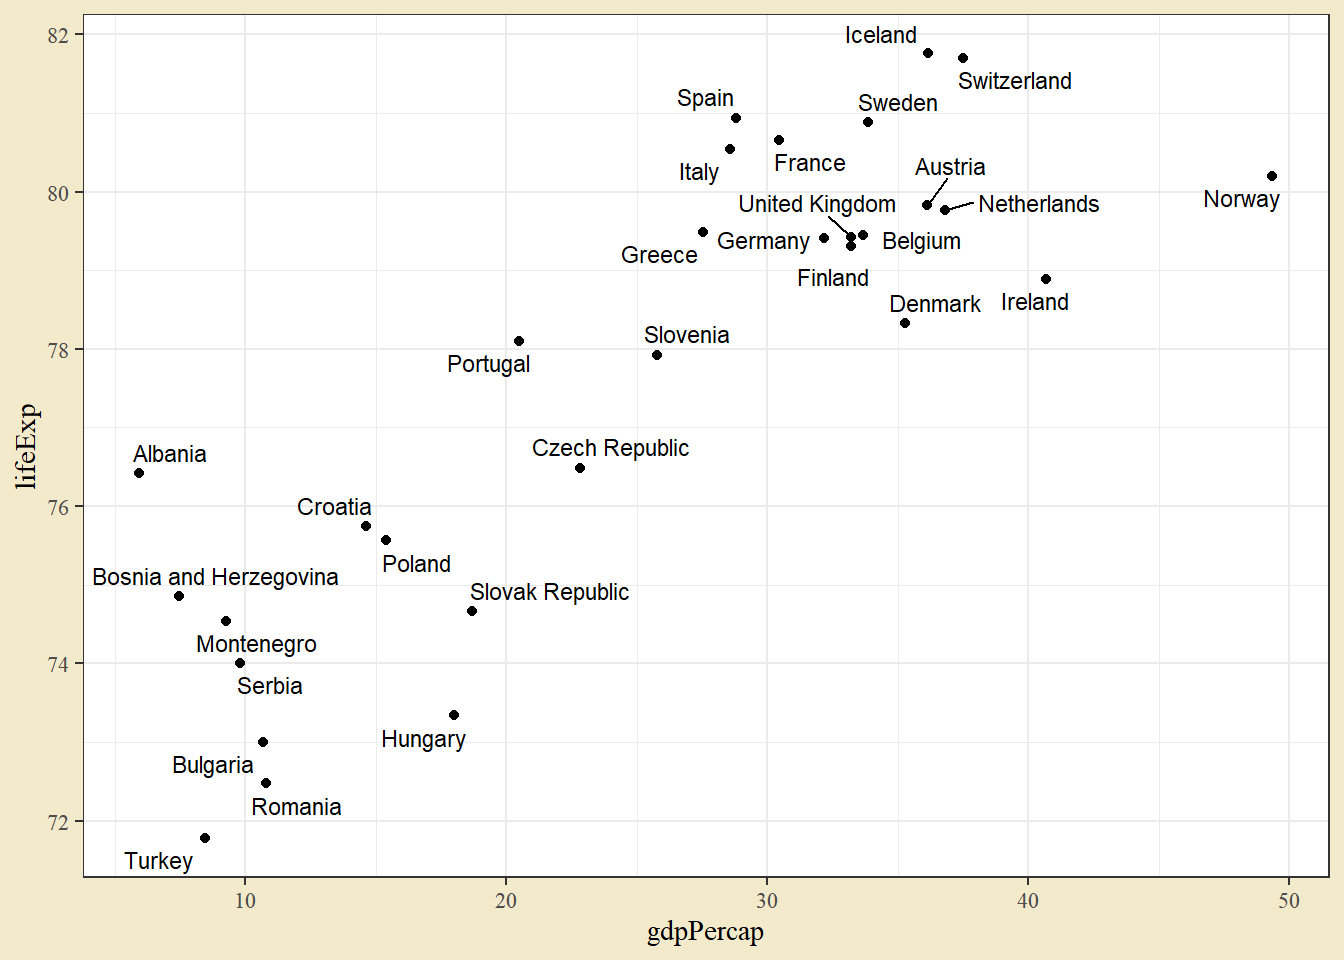 82
Iceland
Switzerland
Spain
Sweden
France
Italy
Austria
80
Norway
United Kingdom
Netherlands
Germany
Belgium
Greece
Finland
Denmark
Ireland
Slovenia
78
Portugal
Czech Republic
Albania
lifeExp
76
Croatia
Poland
Bosnia and Herzegovina
Slovak Republic
Montenegro
74
Serbia
Hungary
Bulgaria
Romania
72
Turkey
10 20 30 40 50
gdpPercap